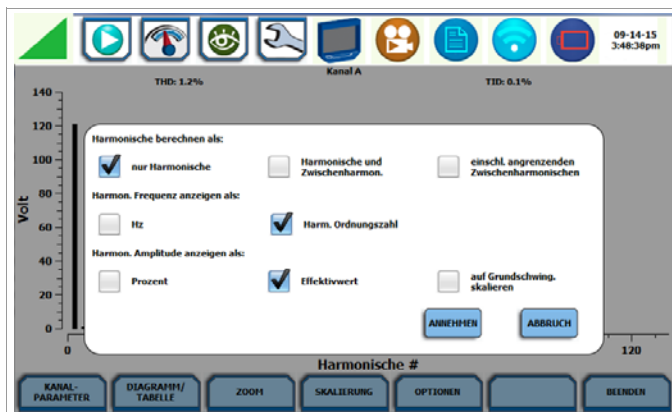 09-14-15
3:48:38pm
Kanal A
THD: 1.2%
TID: 0.1%
140
120
100
80
60
40
20
0
Volt
Harmonische berechnen als:
nur Harmonische
Harmonische und
Zwischenharmon.
einschl. angrenzenden
Zwischenharmonischen
Harmon. Frequenz anzeigen als:
Hz
Harm. Ordnungszahl
Harmon. Amplitude anzeigen als:
Prozent
Effektivwert
auf Grundschwing.
skalieren
ANNEHMEN
ABBRUCH
0
120
Harmonische #
KANAL-
PARAMETER
DIAGRAMM/
TABELLE
ZOOM
SKALIERUNG
OPTIONEN
BEENDEN